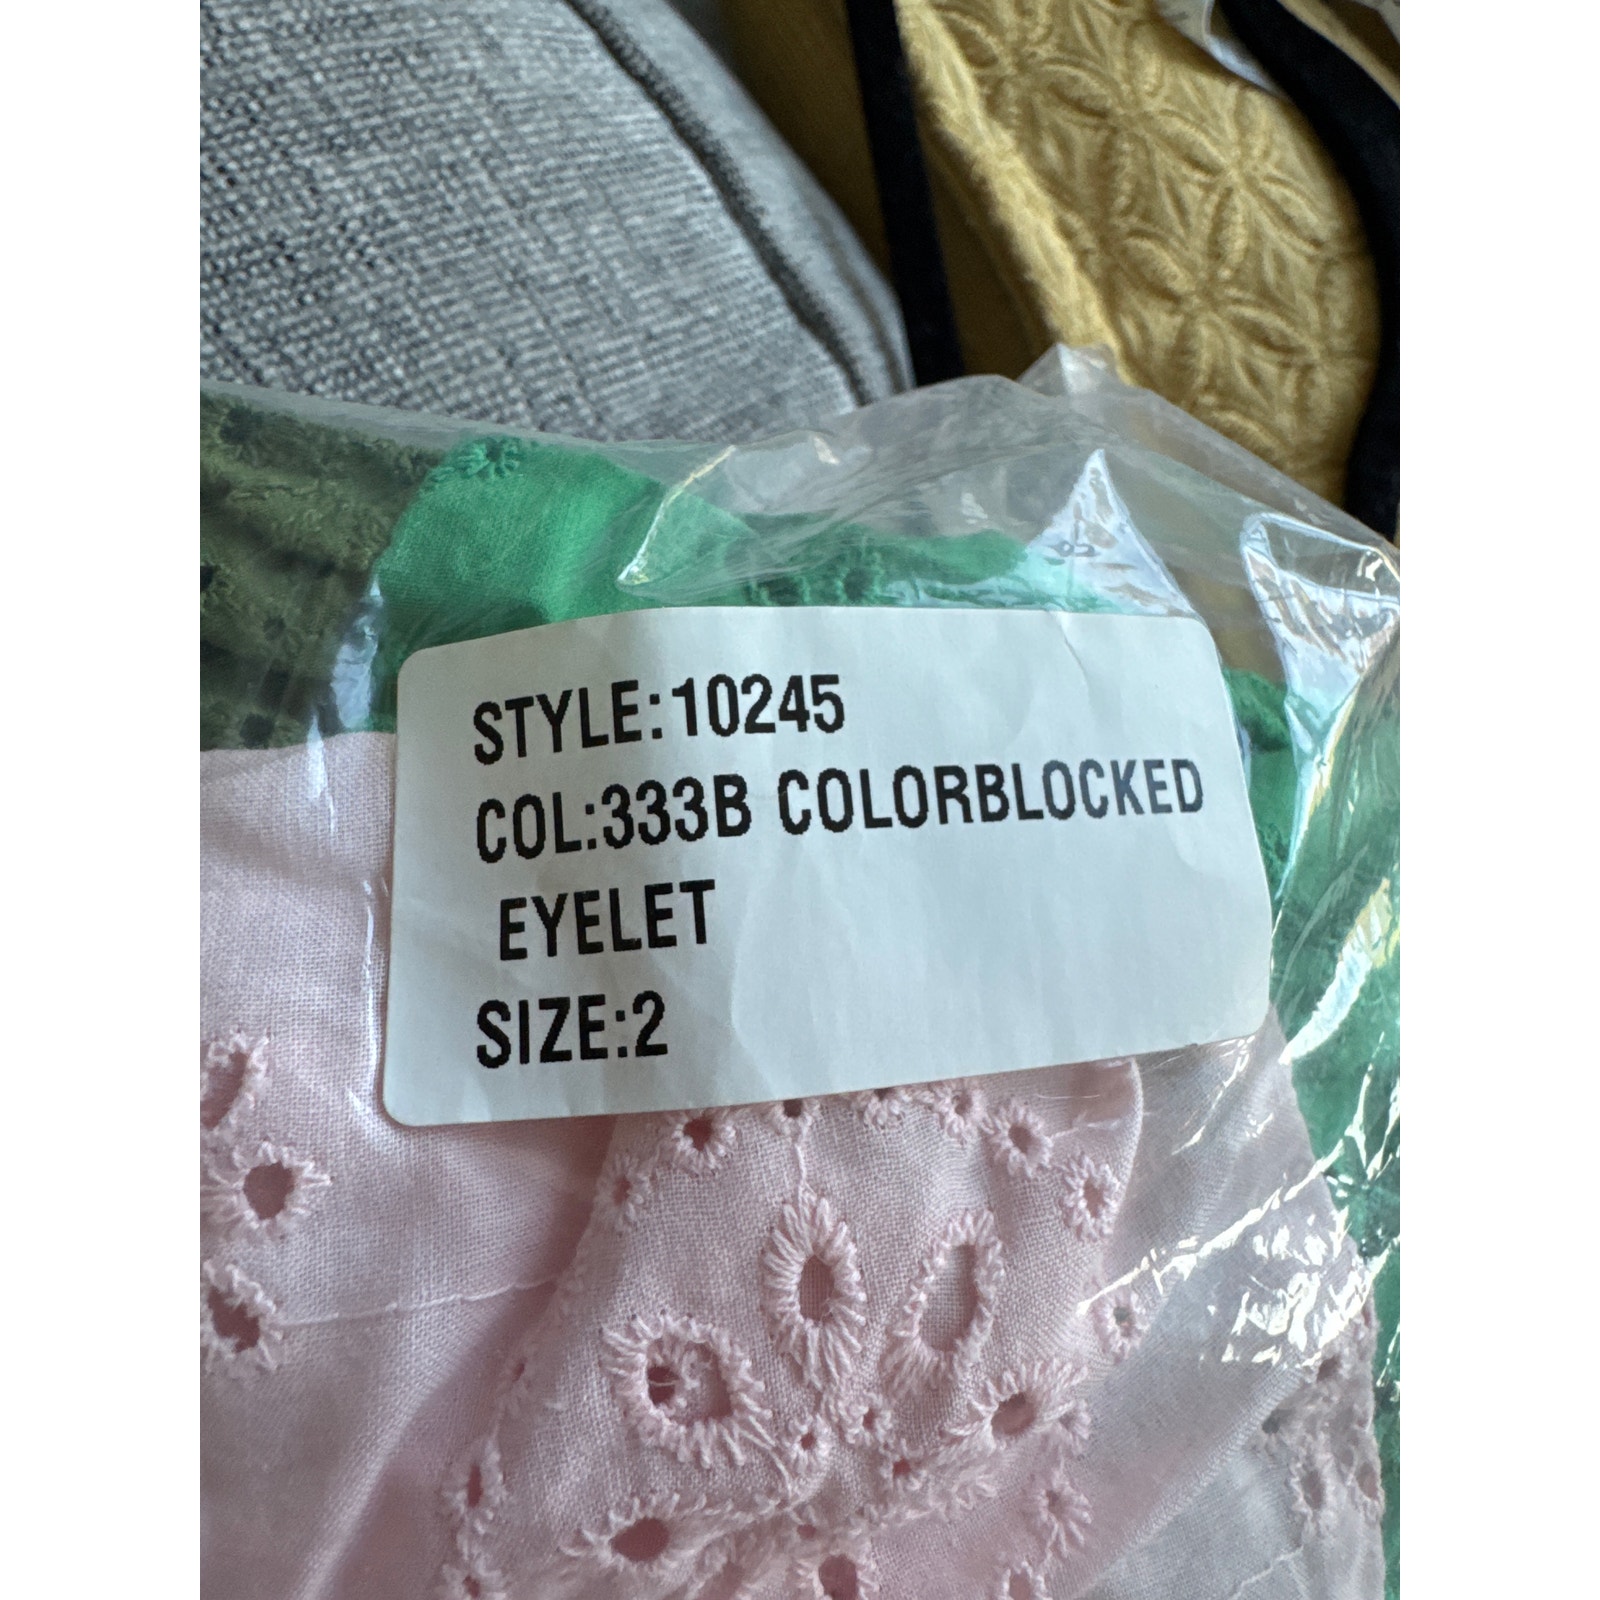 STYLE:10245
COL:333B COLORBLOCKED
EYELET
SIZE:2